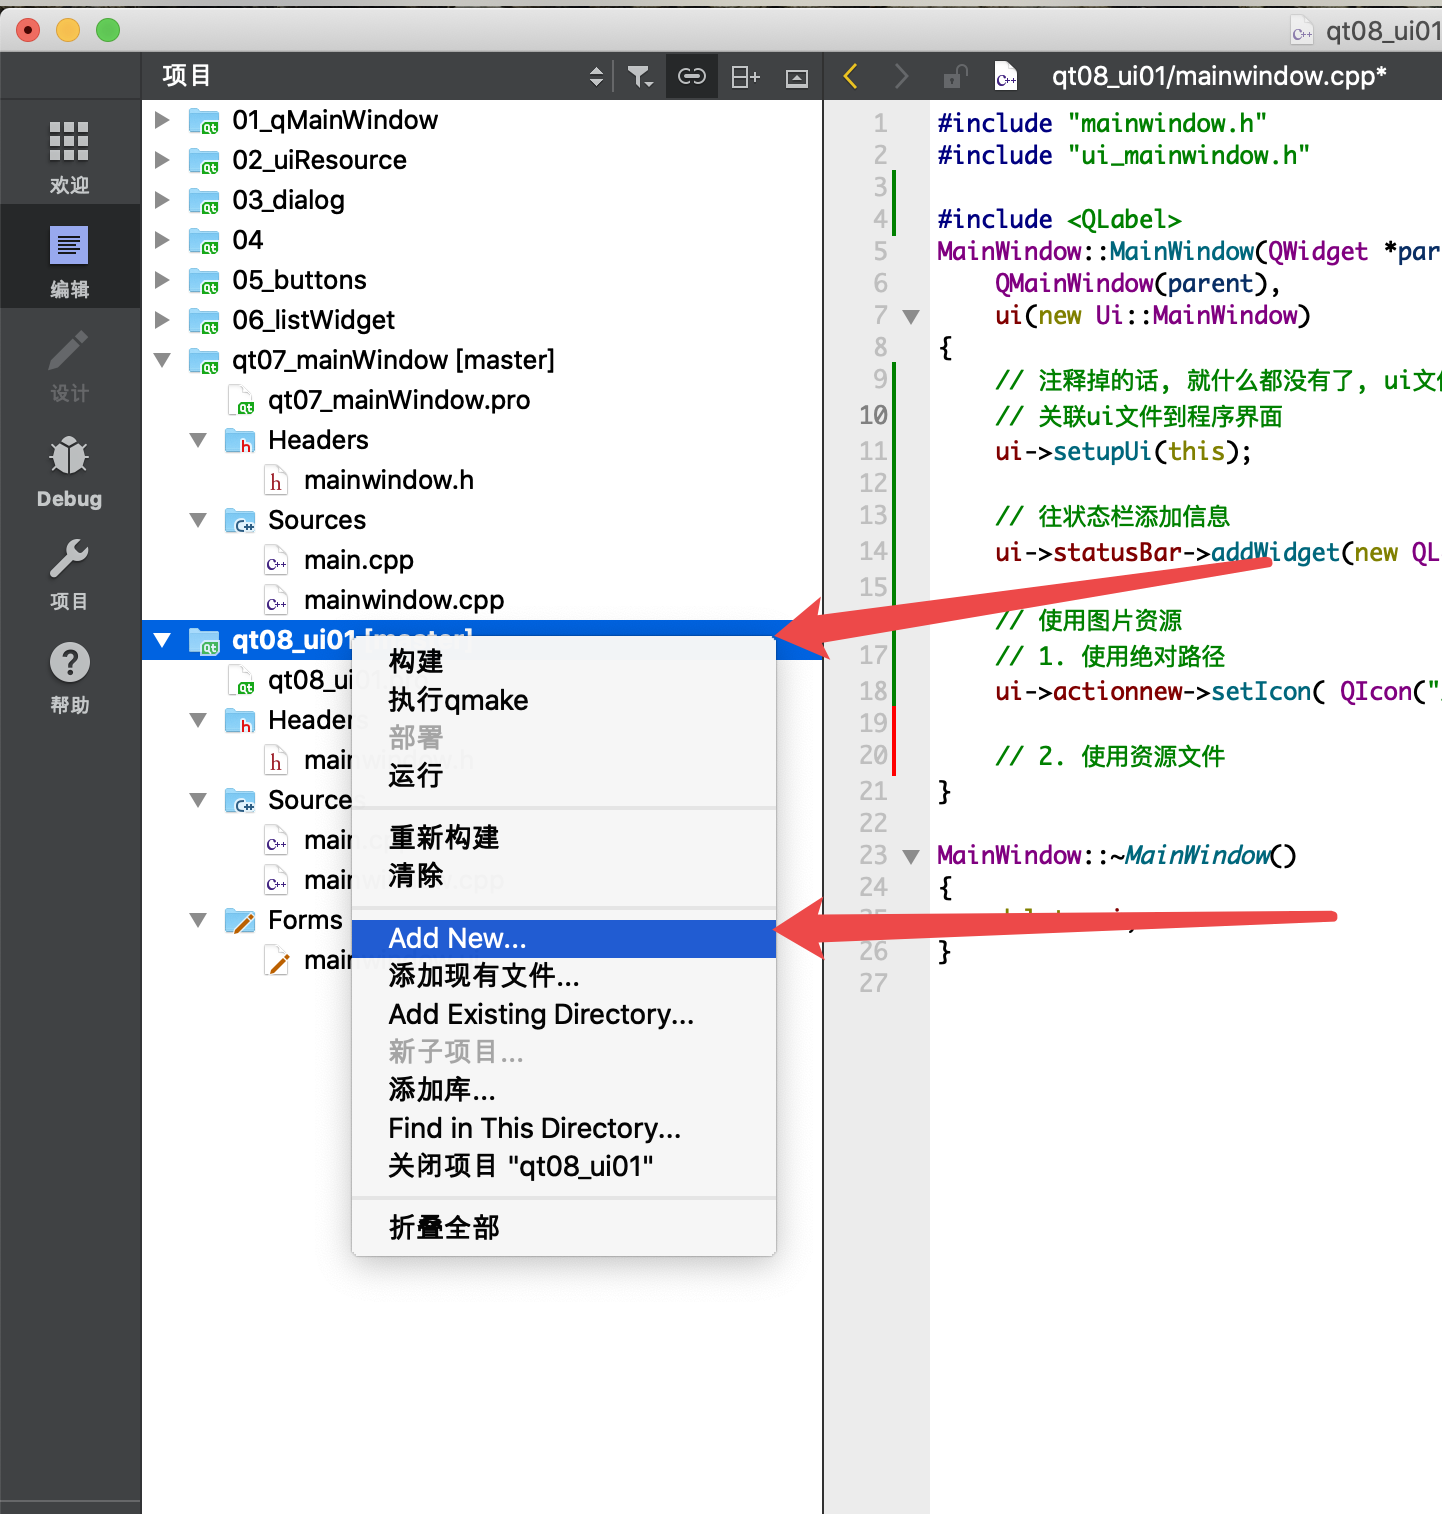 qt08_ui01
项目
qt08_ui01/mainwindow.cpp*
欢迎
编辑
设计
Debug
项目
帮助
01_qMainWindow
02_uiResource
03_dialog
04
05_buttons
06_listWidget
qt07_mainWindow [master]
qt07_mainWindow.pro
Headers
mainwindow.h
Sources
main.cpp
mainwindow.cpp
qt08_ui01 [master]
qt08_ui01
Headers
mainwindow.h
Sources
main.cpp
mainwindow.cpp
Forms
main
构建
执行qmake
部署
运行
重新构建
清除
Add New...
添加现有文件...
Add Existing Directory...
新子项目...
添加库...
Find in This Directory...
关闭项目 "qt08_ui01"
折叠全部
1 #include "mainwindow.h"
2 #include "ui_mainwindow.h"
3
4 #include <QLabel>
5 MainWindow::MainWindow(QWidget *par
6 QMainWindow(parent),
7 ui(new Ui::MainWindow)
8 {
9 // 注释掉的话, 就什么都没有了, ui文件
10 // 关联ui文件到程序界面
11 ui->setupUi(this);
12
13 // 往状态栏添加信息
14 ui->statusBar->addWidget(new QL
15
// 使用图片资源
17 // 1. 使用绝对路径
18 ui->actionnew->setIcon( QIcon("
19
20 // 2. 使用资源文件
21 }
22
23 MainWindow::~MainWindow()
24 {
25
26 }
27